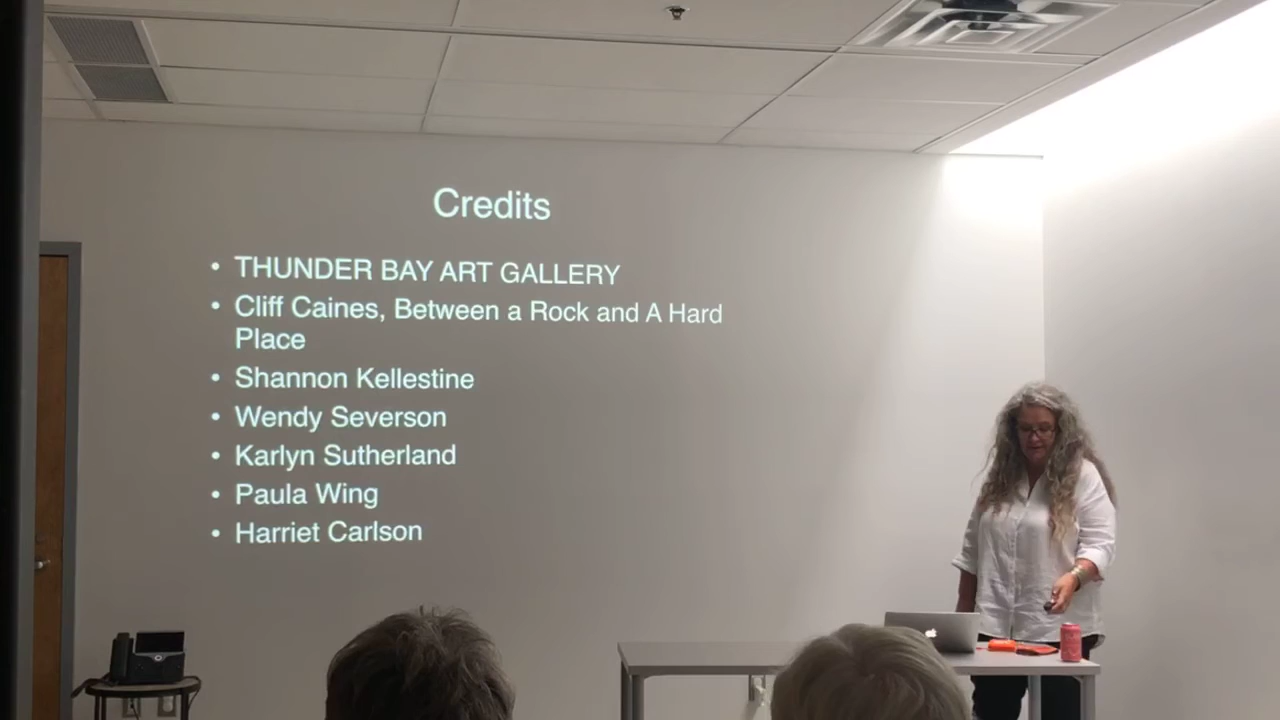 Credits
• THUNDER BAY ART GALLERY
• Cliff Caines, Between a Rock and A Hard
Place
• Shannon Kellestine
• Wendy Severson
• Karlyn Sutherland
• Paula Wing
• Harriet Carlson